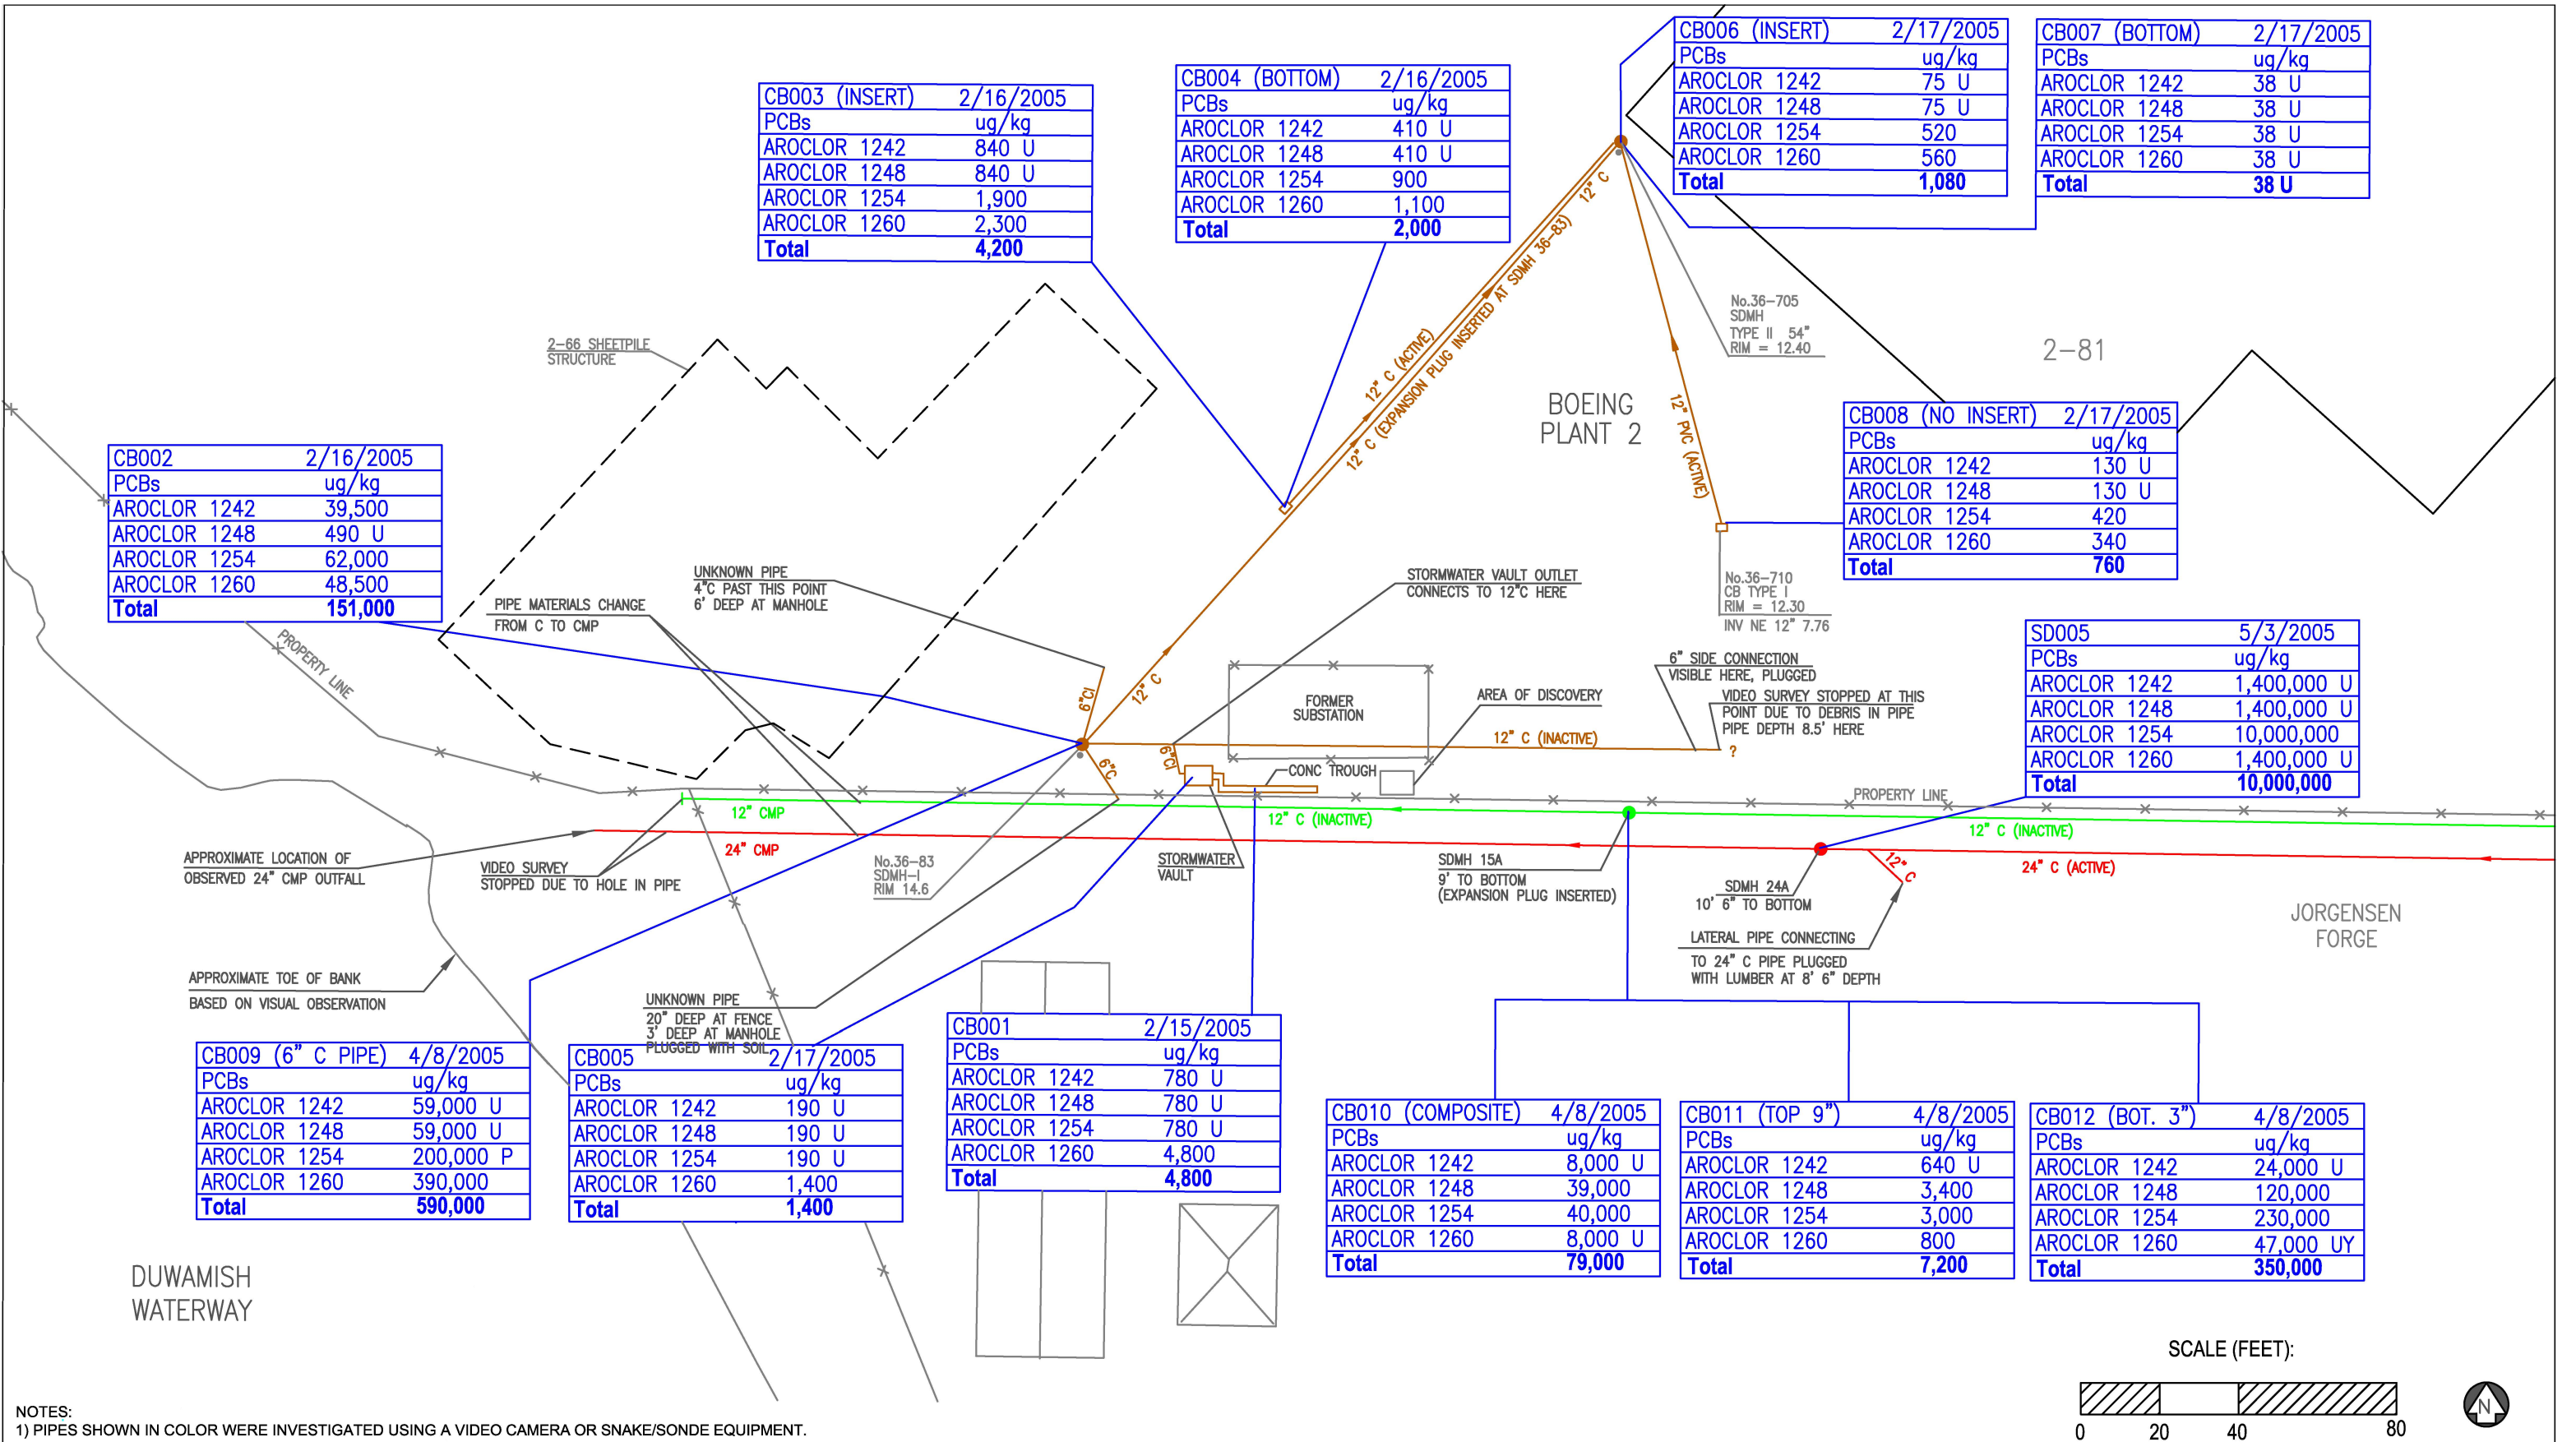 CB003 (INSERT) 2/16/2005
PCBs ug/kg
AROCLOR 1242 840 U
AROCLOR 1248 840 U
AROCLOR 1254 1,900
AROCLOR 1260 2,300
Total 4,200
CB004 (BOTTOM) 2/16/2005
PCBs ug/kg
AROCLOR 1242 410 U
AROCLOR 1248 410 U
AROCLOR 1254 900
AROCLOR 1260 1,100
Total 2,000
CB006 (INSERT) 2/17/2005
PCBs ug/kg
AROCLOR 1242 75 U
AROCLOR 1248 75 U
AROCLOR 1254 520
AROCLOR 1260 560
Total 1,080
CB007 (BOTTOM) 2/17/2005
PCBs ug/kg
AROCLOR 1242 38 U
AROCLOR 1248 38 U
AROCLOR 1254 38 U
AROCLOR 1260 38 U
Total 38 U
12" C
12" C (ACTIVE)
12" C (EXPANSION PLUG INSERTED AT SDMH 36-83)
No.36-705
SDMH
TYPE II 54"
RIM = 12.40
2-66 SHEETPILE
STRUCTURE
2-81
BOEING
PLANT 2
12" PVC (ACTIVE)
CB002 2/16/2005
PCBs ug/kg
AROCLOR 1242 39,500
AROCLOR 1248 490 U
AROCLOR 1254 62,000
AROCLOR 1260 48,500
Total 151,000
CB008 (NO INSERT) 2/17/2005
PCBs ug/kg
AROCLOR 1242 130 U
AROCLOR 1248 130 U
AROCLOR 1254 420
AROCLOR 1260 340
Total 760
UNKNOWN PIPE
4"C PAST THIS POINT
6' DEEP AT MANHOLE
PIPE MATERIALS CHANGE
FROM C TO CMP
STORMWATER VAULT OUTLET
CONNECTS TO 12"C HERE
No.36-710
CB TYPE I
RIM = 12.30
INV NE 12" 7.76
PROPERTY LINE
6"CI
12" C
FORMER
SUBSTATION
AREA OF DISCOVERY
6" SIDE CONNECTION
VISIBLE HERE, PLUGGED
VIDEO SURVEY STOPPED AT THIS
POINT DUE TO DEBRIS IN PIPE
PIPE DEPTH 8.5' HERE
SD005 5/3/2005
PCBs ug/kg
AROCLOR 1242 1,400,000 U
AROCLOR 1248 1,400,000 U
AROCLOR 1254 10,000,000
AROCLOR 1260 1,400,000 U
Total 10,000,000
12" C (INACTIVE)
?
6"C
6"CI
CONC TROUGH
PROPERTY LINE
12" CMP
12" C (INACTIVE)
12" C (INACTIVE)
24" CMP
24" C (ACTIVE)
12" C
APPROXIMATE LOCATION OF
OBSERVED 24" CMP OUTFALL
VIDEO SURVEY
STOPPED DUE TO HOLE IN PIPE
No.36-83
SDMH-I
RIM 14.6
STORMWATER
VAULT
SDMH 15A
9' TO BOTTOM
(EXPANSION PLUG INSERTED)
SDMH 24A
10' 6" TO BOTTOM
LATERAL PIPE CONNECTING
TO 24" C PIPE PLUGGED
WITH LUMBER AT 8' 6" DEPTH
JORGENSEN
FORGE
APPROXIMATE TOE OF BANK
BASED ON VISUAL OBSERVATION
UNKNOWN PIPE
20" DEEP AT FENCE
3' DEEP AT MANHOLE
PLUGGED WITH SOIL
CB009 (6" C PIPE) 4/8/2005
PCBs ug/kg
AROCLOR 1242 59,000 U
AROCLOR 1248 59,000 U
AROCLOR 1254 200,000 P
AROCLOR 1260 390,000
Total 590,000
CB005 2/17/2005
PCBs ug/kg
AROCLOR 1242 190 U
AROCLOR 1248 190 U
AROCLOR 1254 190 U
AROCLOR 1260 1,400
Total 1,400
CB001 2/15/2005
PCBs ug/kg
AROCLOR 1242 780 U
AROCLOR 1248 780 U
AROCLOR 1254 780 U
AROCLOR 1260 4,800
Total 4,800
CB010 (COMPOSITE) 4/8/2005
PCBs ug/kg
AROCLOR 1242 8,000 U
AROCLOR 1248 39,000
AROCLOR 1254 40,000
AROCLOR 1260 8,000 U
Total 79,000
CB011 (TOP 9") 4/8/2005
PCBs ug/kg
AROCLOR 1242 640 U
AROCLOR 1248 3,400
AROCLOR 1254 3,000
AROCLOR 1260 800
Total 7,200
CB012 (BOT. 3") 4/8/2005
PCBs ug/kg
AROCLOR 1242 24,000 U
AROCLOR 1248 120,000
AROCLOR 1254 230,000
AROCLOR 1260 47,000 UY
Total 350,000
DUWAMISH
WATERWAY
SCALE (FEET):
0 20 40 80
N
NOTES:
1) PIPES SHOWN IN COLOR WERE INVESTIGATED USING A VIDEO CAMERA OR SNAKE/SONDE EQUIPMENT.